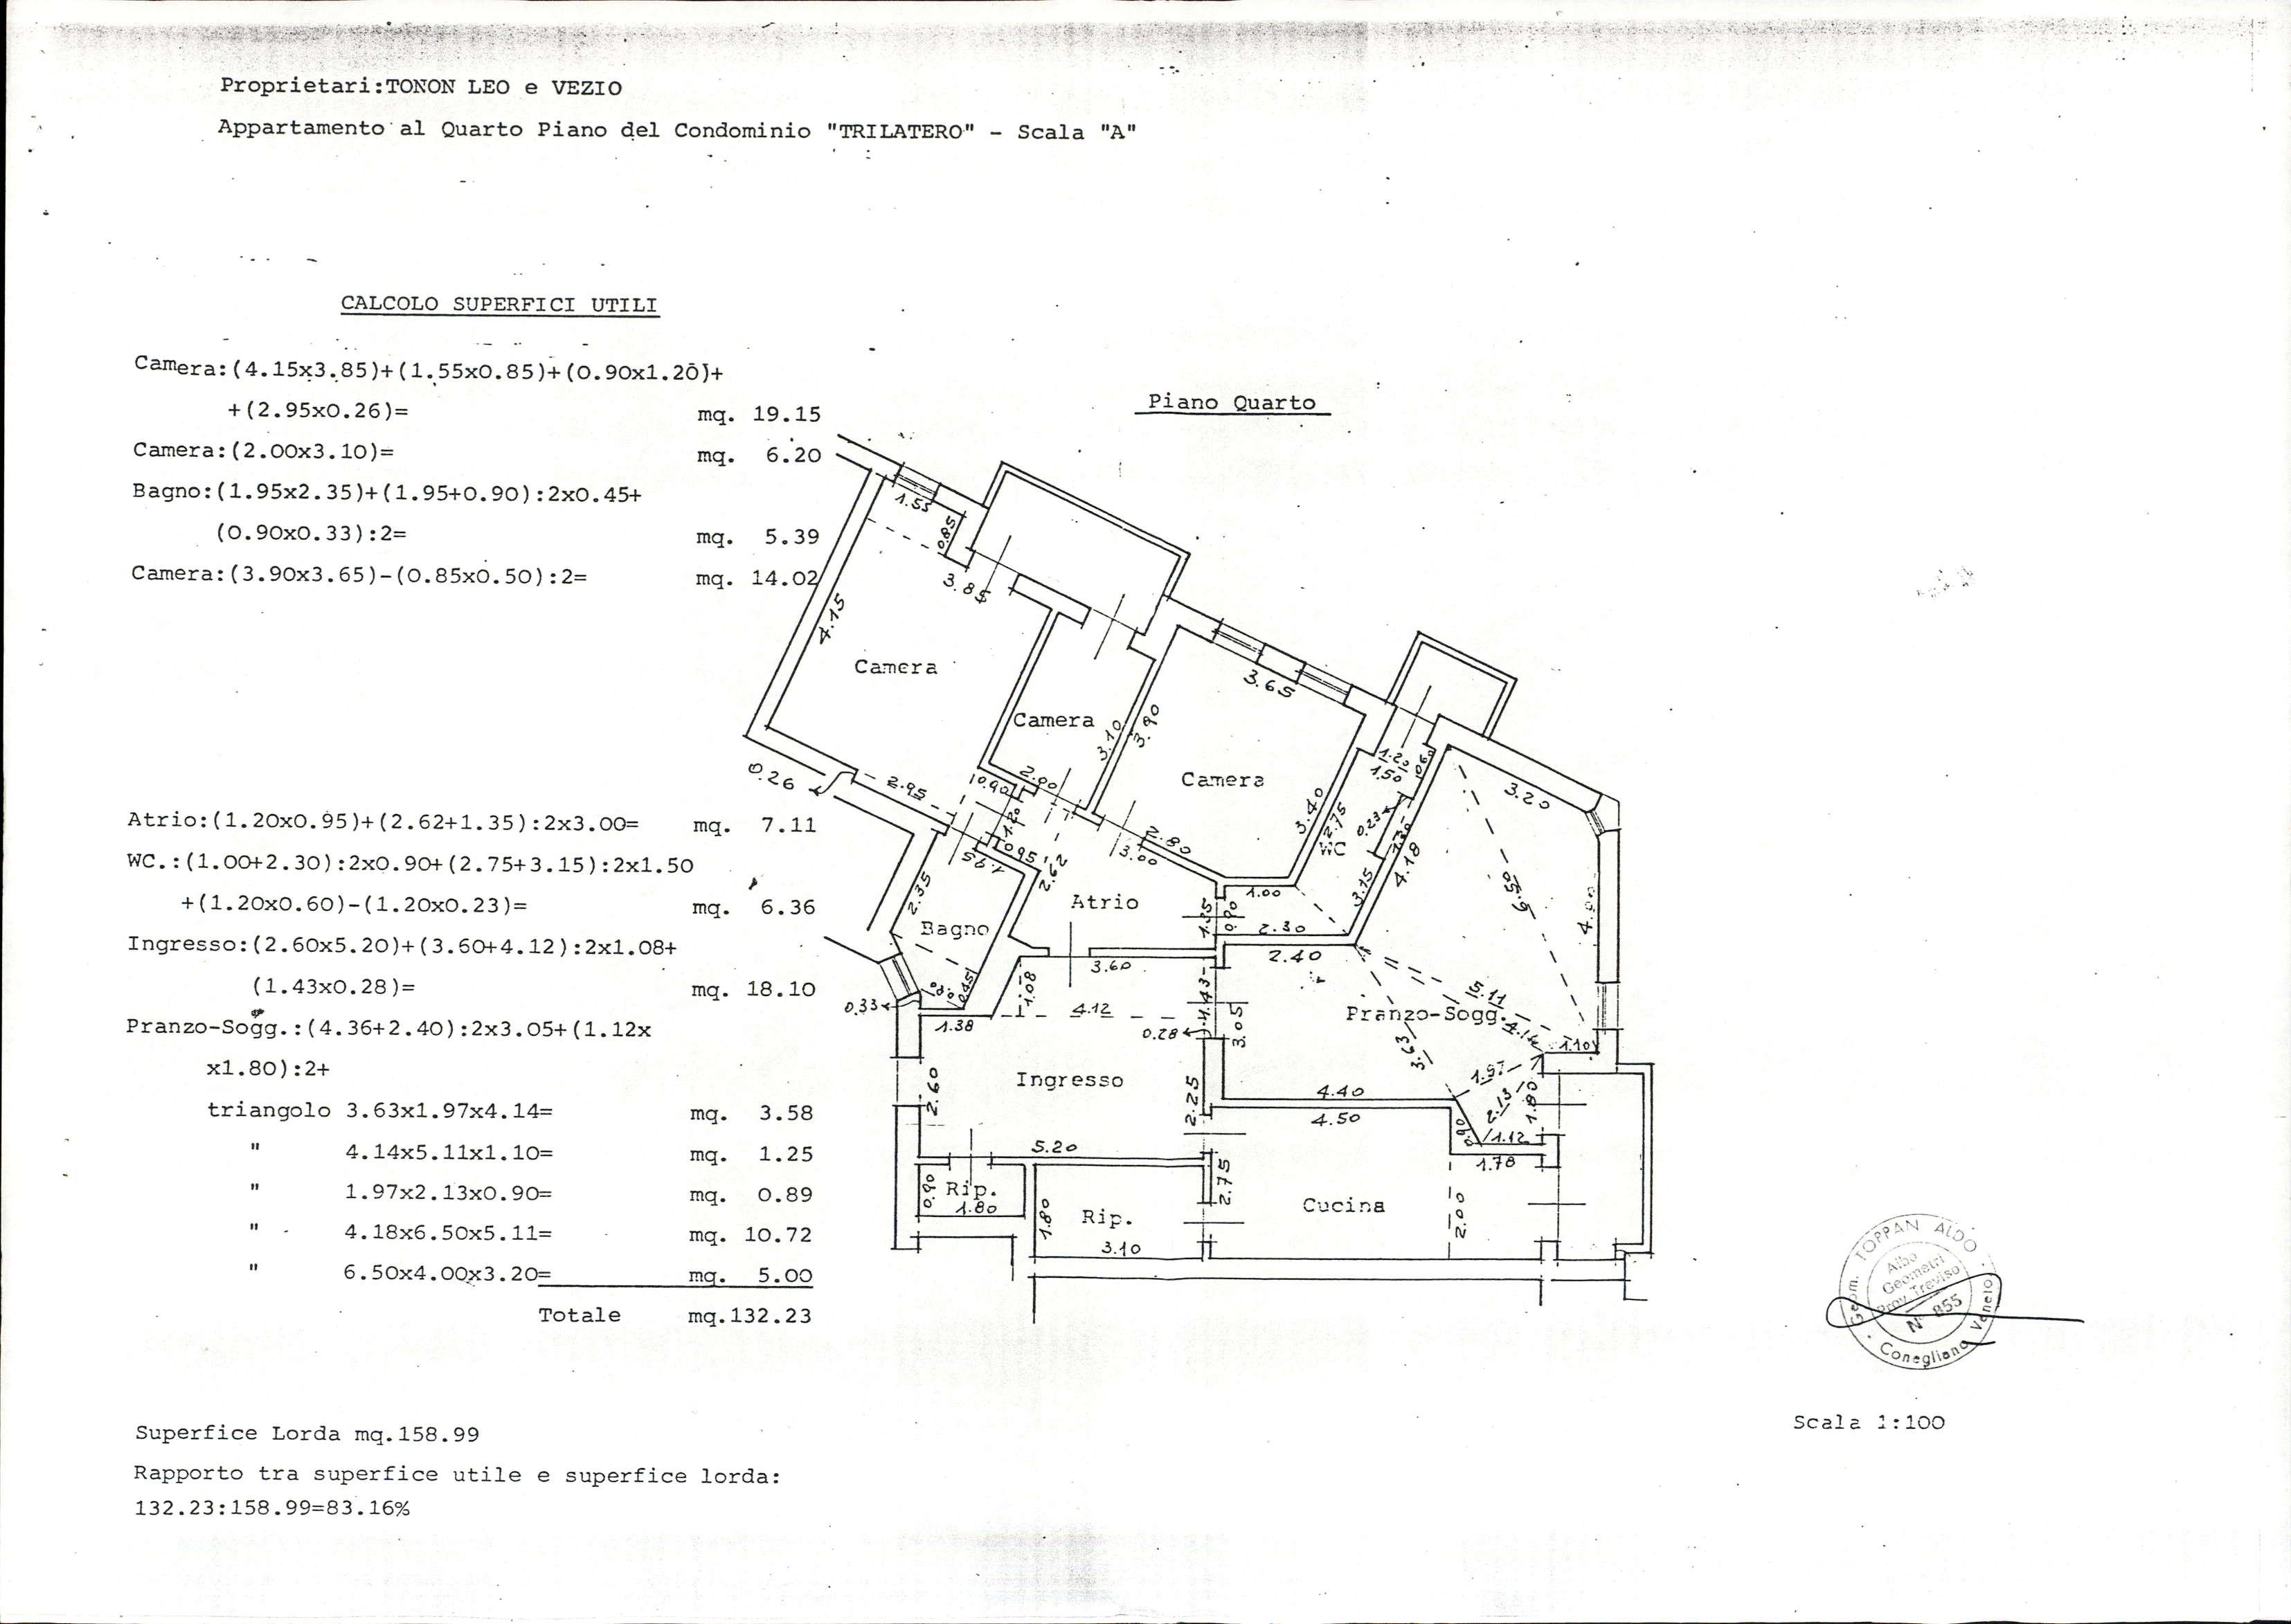 Proprietari:TONON LEO e VEZIO
Appartamento al Quarto Piano del Condominio "TRILATERO" - Scala "A"
CALCOLO SUPERFICI UTILI
Camera:(4.15x3.85)+(1.55x0.85)+(0.90x1.20)+
+(2.95x0.26)= mq. 19.15
Camera:(2.00x3.10)= mq. 6.20
Bagno:(1.95x2.35)+(1.95+0.90):2x0.45+
(0.90x0.33):2= mq. 5.39
Camera:(3.90x3.65)-(0.85x0.50):2= mq. 14.02
Atrio:(1.20x0.95)+(2.62+1.35):2x3.00= mq. 7.11
WC.:(1.00+2.30):2x0.90+(2.75+3.15):2x1.50
+(1.20x0.60)-(1.20x0.23)= mq. 6.36
Ingresso:(2.60x5.20)+(3.60+4.12):2x1.08+
(1.43x0.28)= mq. 18.10
Pranzo-Sogg.:(4.36+2.40):2x3.05+(1.12x
x1.80):2+
triangolo 3.63x1.97x4.14= mq. 3.58
" 4.14x5.11x1.10= mq. 1.25
" 1.97x2.13x0.90= mq. 0.89
" 4.18x6.50x5.11= mq. 10.72
" 6.50x4.00x3.20= mq. 5.00
Totale mq.132.23
Superfice Lorda mq.158.99
Rapporto tra superfice utile e superfice lorda:
132.23:158.99=83.16%
Piano Quarto
1.55
0.85
3.85
4.15
Camera
Camera
3.10
3.90
3.65
Camera
2.00
0.26
2.95
0.90
1.20
0.95
1.95
2.62
2.80
3.00
3.40
2.75
1.20
1.50
0.60
0.23
WC
3.15
4.18
3.20
6.50
4.00
2.35
Bagno
Atrio
1.35
0.90
1.00
2.30
2.40
3.60
1.08
0.45
0.33
1.38
4.12
1.43
0.28
3.05
Pranzo-Sogg.
5.11
4.14
1.10
3.63
1.97
2.13
1.80
Ingresso
2.60
2.25
4.40
4.50
0.90
1.12
1.78
5.20
0.90
Rip.
1.80
1.80
Rip.
3.10
2.75
Cucina
2.00
Geom. TOPPAN ALDO
Albo
Geometri
Prov. Treviso
N° 855
Conegliano Veneto
Scala 1:100